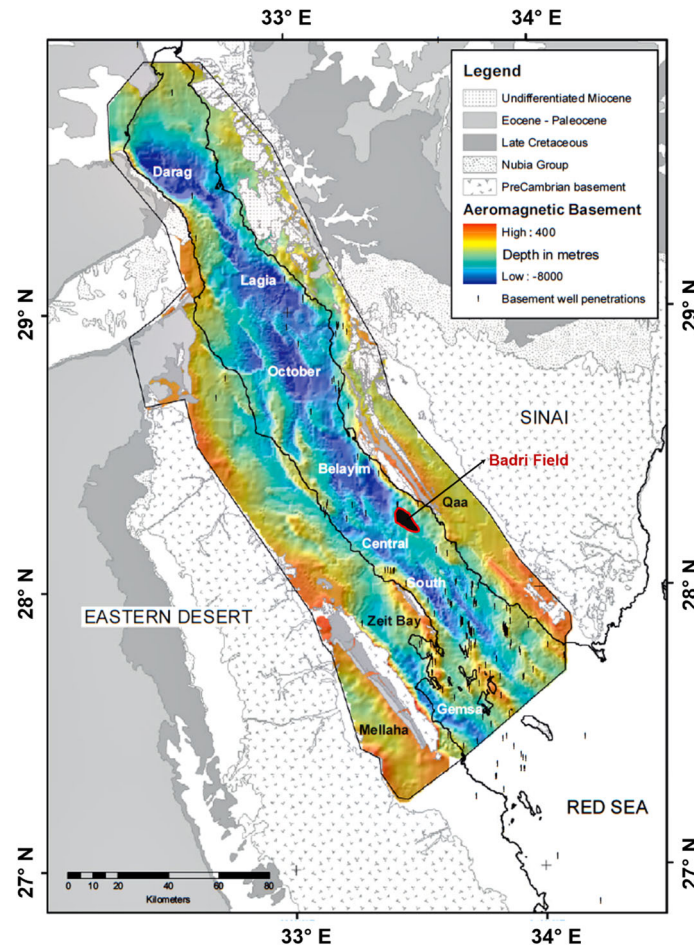 33° E
34° E
Legend
Undifferentiated Miocene
Eocene - Paleocene
Late Cretaceous
Nubia Group
PreCambrian basement
Aeromagnetic Basement
High : 400
Depth in metres
Low : -8000
Basement well penetrations
Darag
Lagia
29° N
29° N
October
SINAI
Belayim
Badri Field
Qaa
Central
28° N
South
28° N
EASTERN DESERT
Zeit Bay
Gemsa
Mellaha
RED SEA
27° N
27° N
0 5 10 20 40 60 80
Kilometers
33° E
34° E